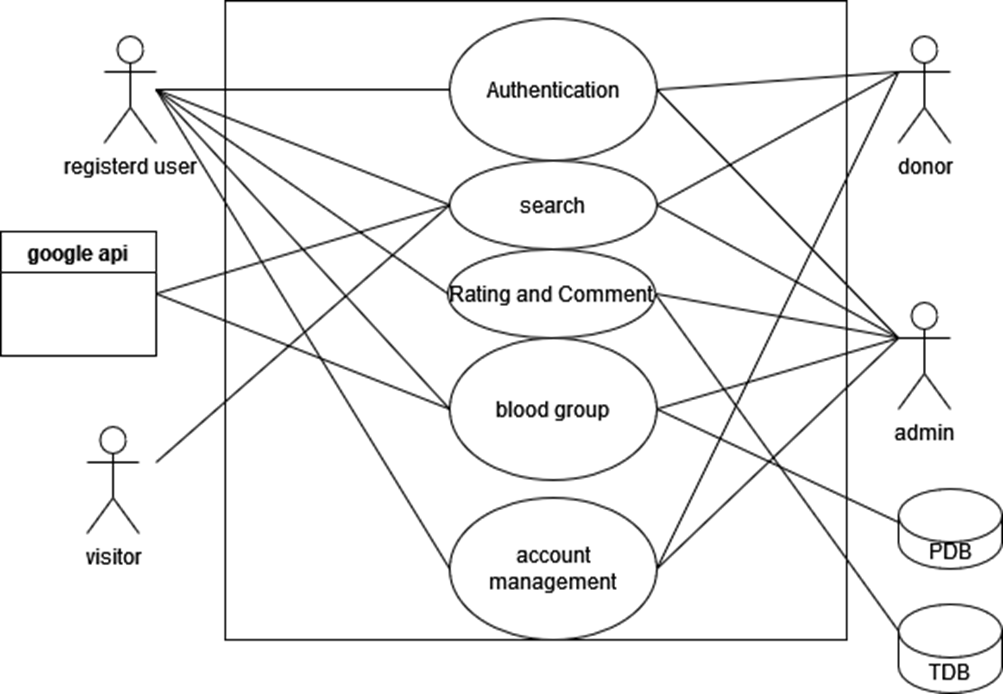 Authentication
registerd user
donor
search
google api
Rating and Comment
blood group
admin
visitor
account
management
PDB
TDB